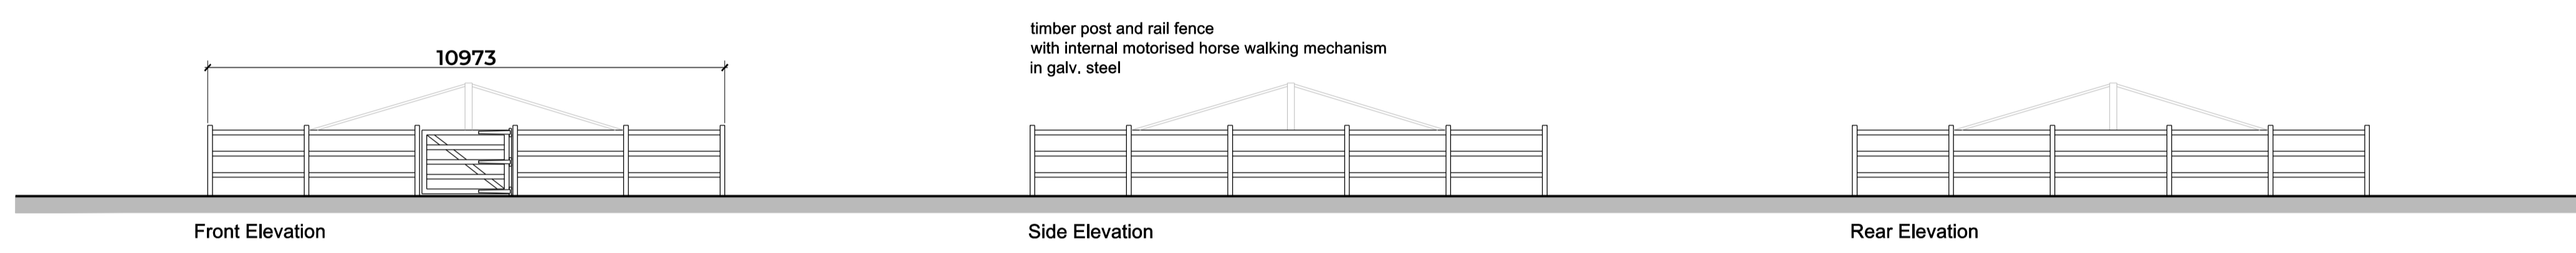 10973
timber post and rail fence
with internal motorised horse walking mechanism
in galv. steel
Front Elevation
Side Elevation
Rear Elevation